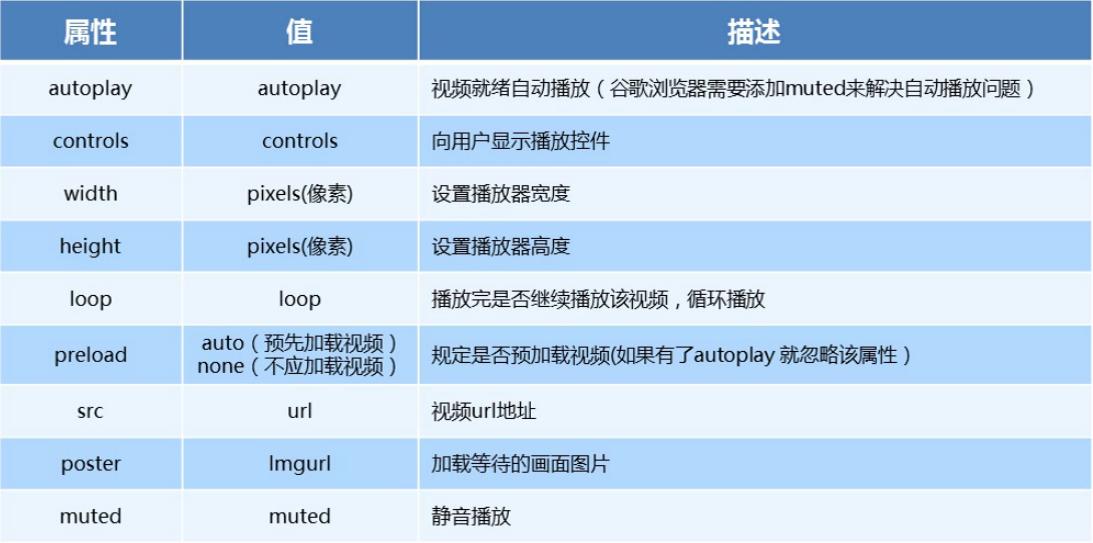 属性 值 描述
autoplay autoplay 视频就绪自动播放（谷歌浏览器需要添加muted来解决自动播放问题）
controls controls 向用户显示播放控件
width pixels(像素) 设置播放器宽度
height pixels(像素) 设置播放器高度
loop loop 播放完是否继续播放该视频，循环播放
preload auto（预先加载视频） 规定是否预加载视频(如果有了autoplay 就忽略该属性）
none（不应加载视频）
src url 视频url地址
poster Imgurl 加载等待的画面图片
muted muted 静音播放